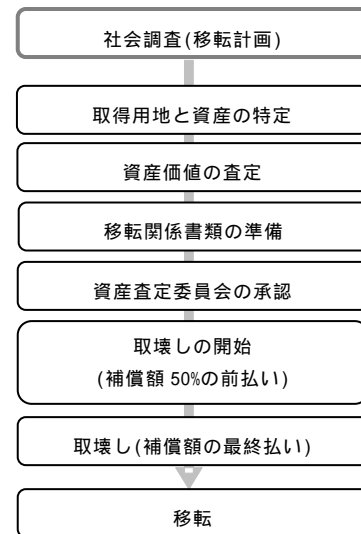 社会調査(移転計画)
取得用地と資産の特定
資産価値の査定
移転関係書類の準備
資産査定委員会の承認
取壊しの開始
(補償額 50%の前払い)
取壊し(補償額の最終払い)
移転